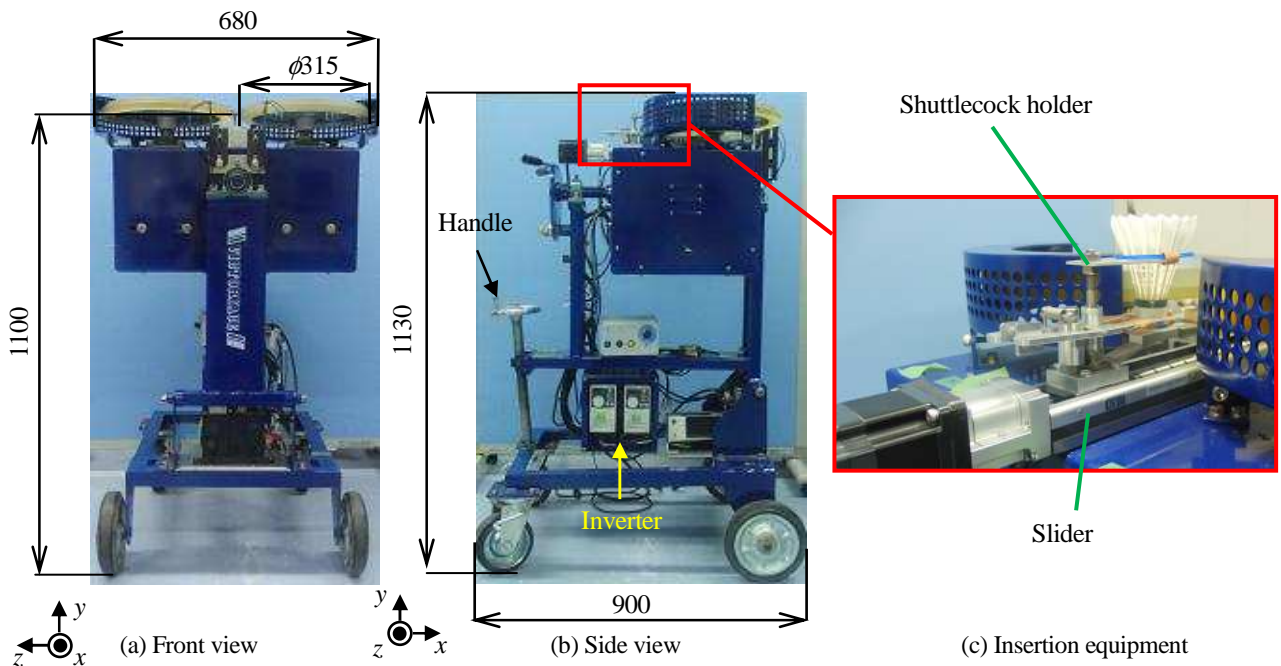 680
ϕ315
Shuttlecock holder
Handle
1100
1130
Inverter
Slider
900
y
z
x
(a) Front view
y
z
x
(b) Side view
(c) Insertion equipment